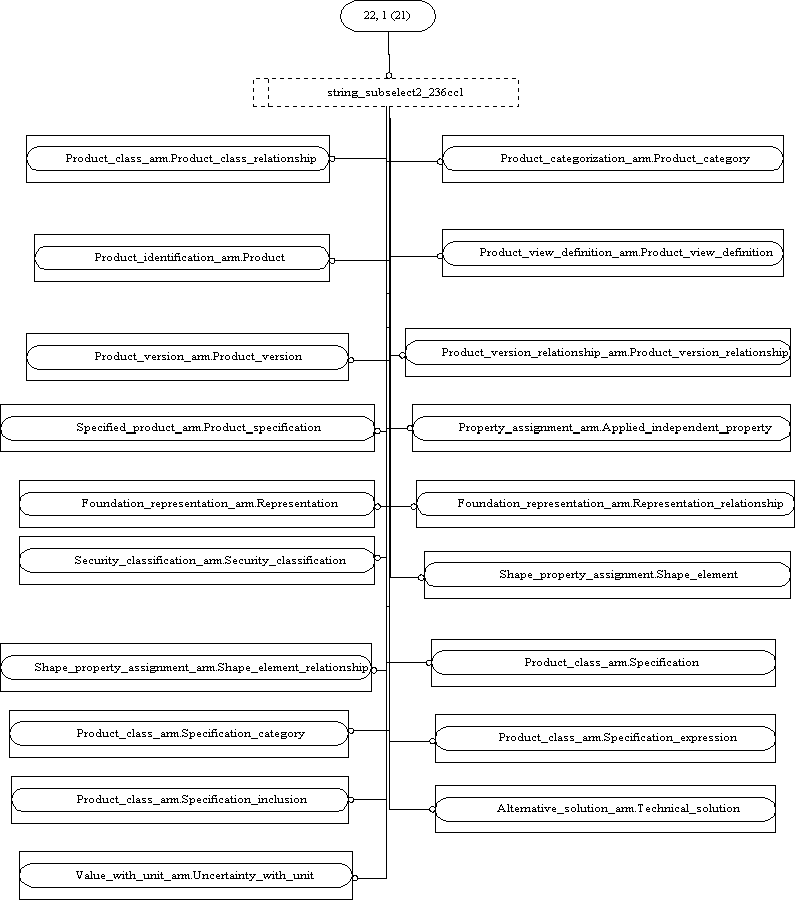 22, 1 (21)
string_subselect2_236cc1
Product_class_arm.Product_class_relationship
Product_categorization_arm.Product_category
Product_identification_arm.Product
Product_view_definition_arm.Product_view_definition
Product_version_arm.Product_version
Product_version_relationship_arm.Product_version_relationship
Specified_product_arm.Product_specification
Property_assignment_arm.Applied_independent_property
Foundation_representation_arm.Representation
Foundation_representation_arm.Representation_relationship
Security_classification_arm.Security_classification
Shape_property_assignment.Shape_element
Shape_property_assignment_arm.Shape_element_relationship
Product_class_arm.Specification
Product_class_arm.Specification_category
Product_class_arm.Specification_expression
Product_class_arm.Specification_inclusion
Alternative_solution_arm.Technical_solution
Value_with_unit_arm.Uncertainty_with_unit